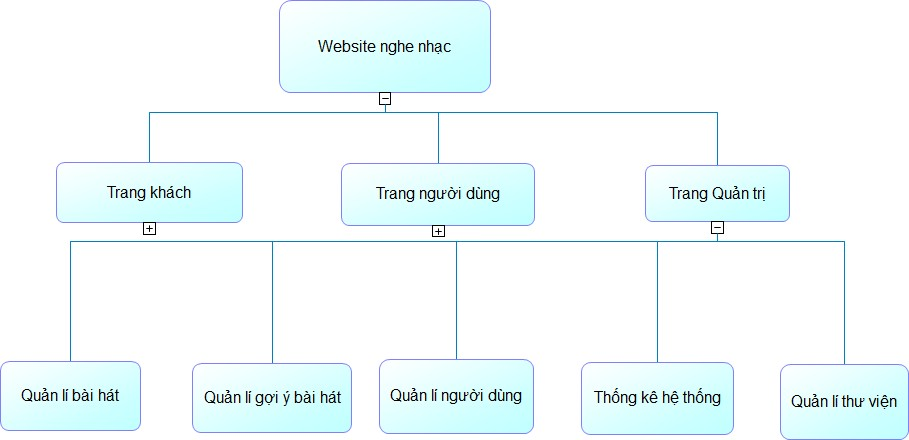 Website nghe nhạc
Trang khách
Trang người dùng
Trang Quản trị
Quản lí bài hát
Quản lí gợi ý bài hát
Quản lí người dùng
Thống kê hệ thống
Quản lí thư viện